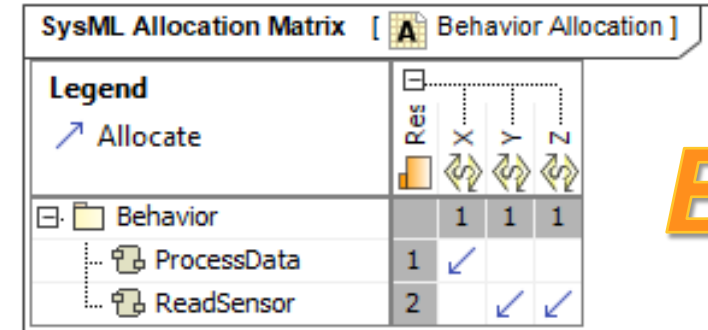 SysML Allocation Matrix [ A Behavior Allocation ]
Legend
Allocate
Res X Y Z
Behavior 1 1 1
ProcessData 1
ReadSensor 2